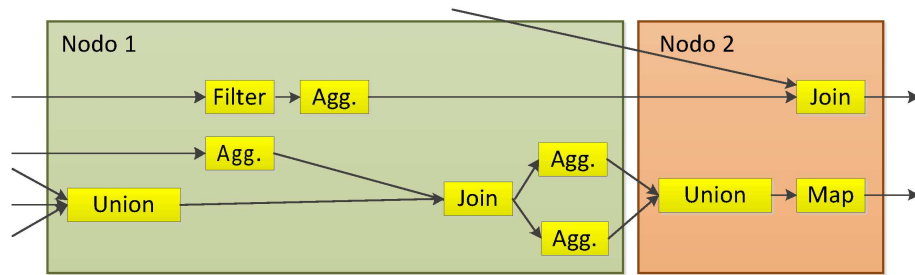 Nodo 1
Nodo 2
Filter
Agg.
Join
Agg.
Agg.
Union
Join
Union
Map
Agg.